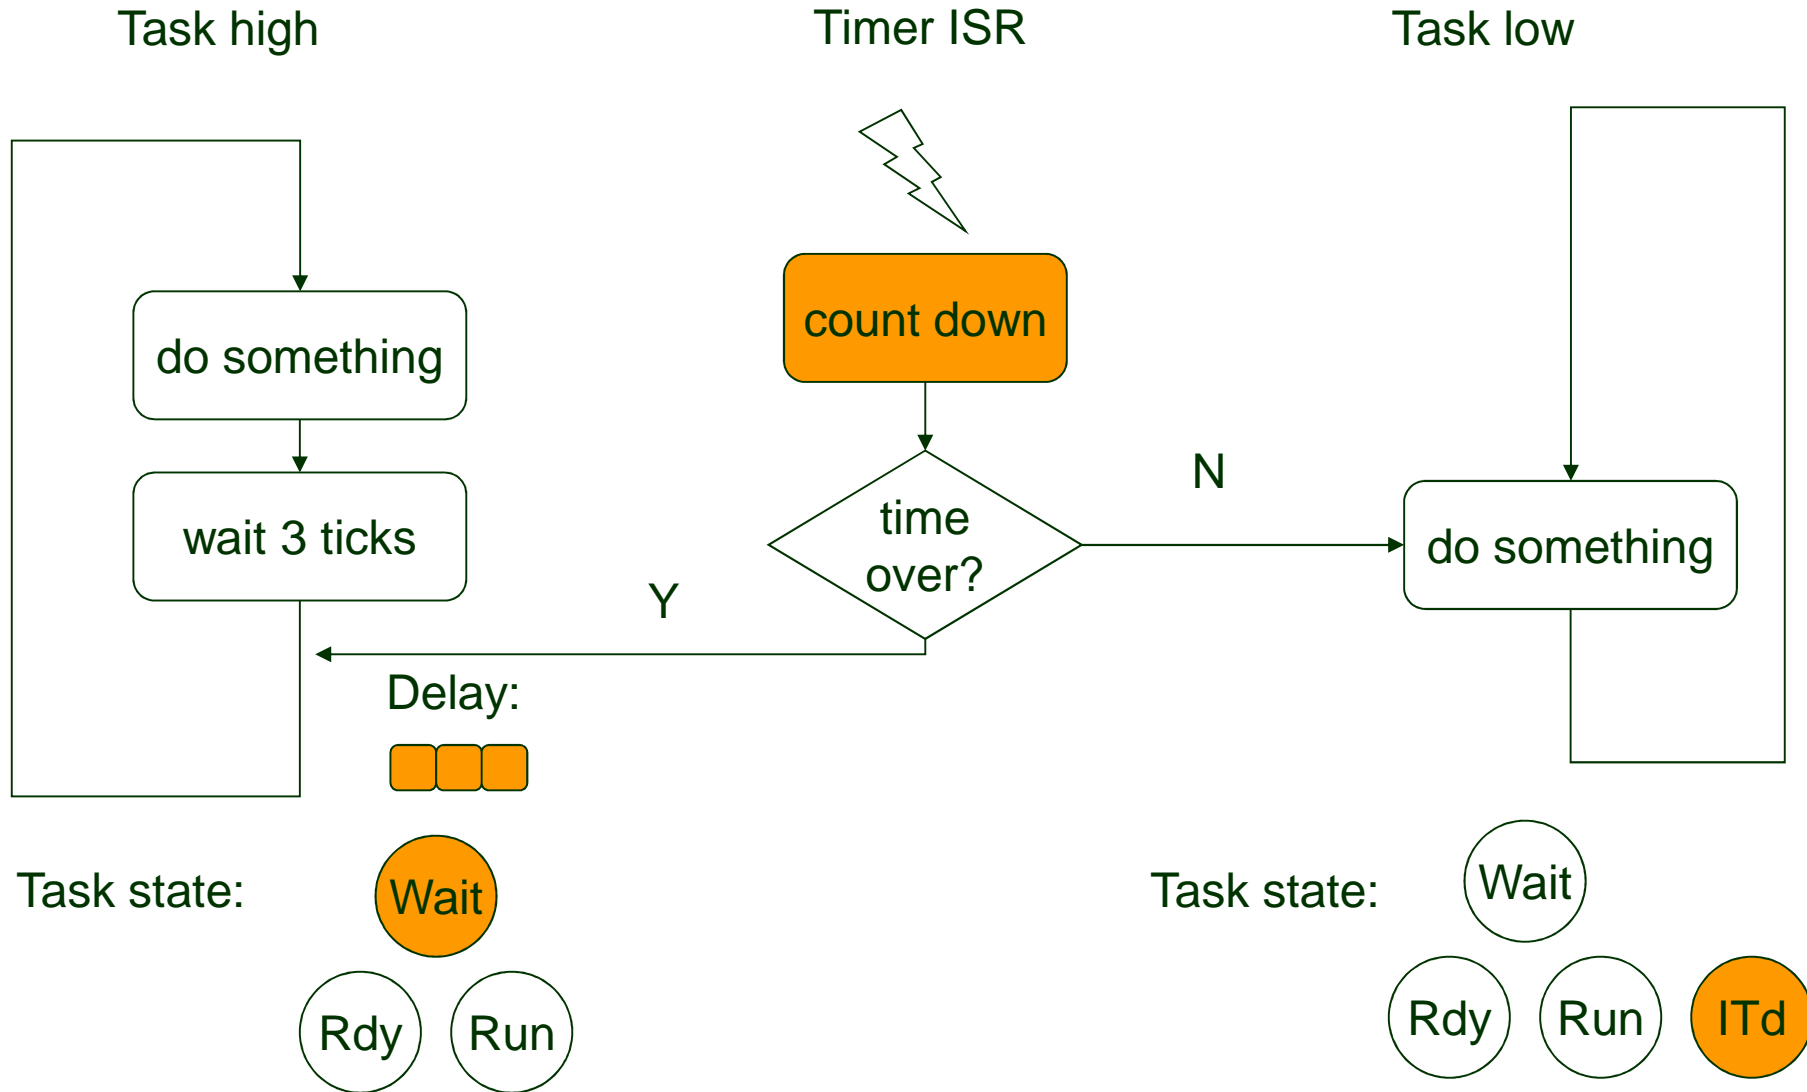 Task high
Timer ISR
Task low
do something
wait 3 ticks
count down
time
over?
Y
N
do something
Delay:
Task state:
Wait
Rdy
Run
Task state:
Wait
Rdy
Run
ITd